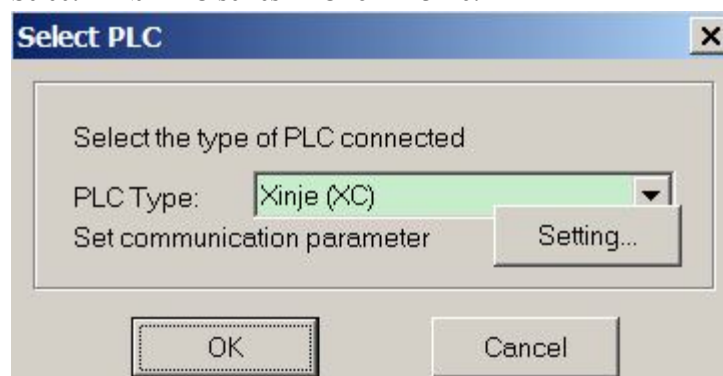 Select PLC
Select the type of PLC connected
PLC Type: Xinje (XC)
Set communication parameter Setting...
OK Cancel